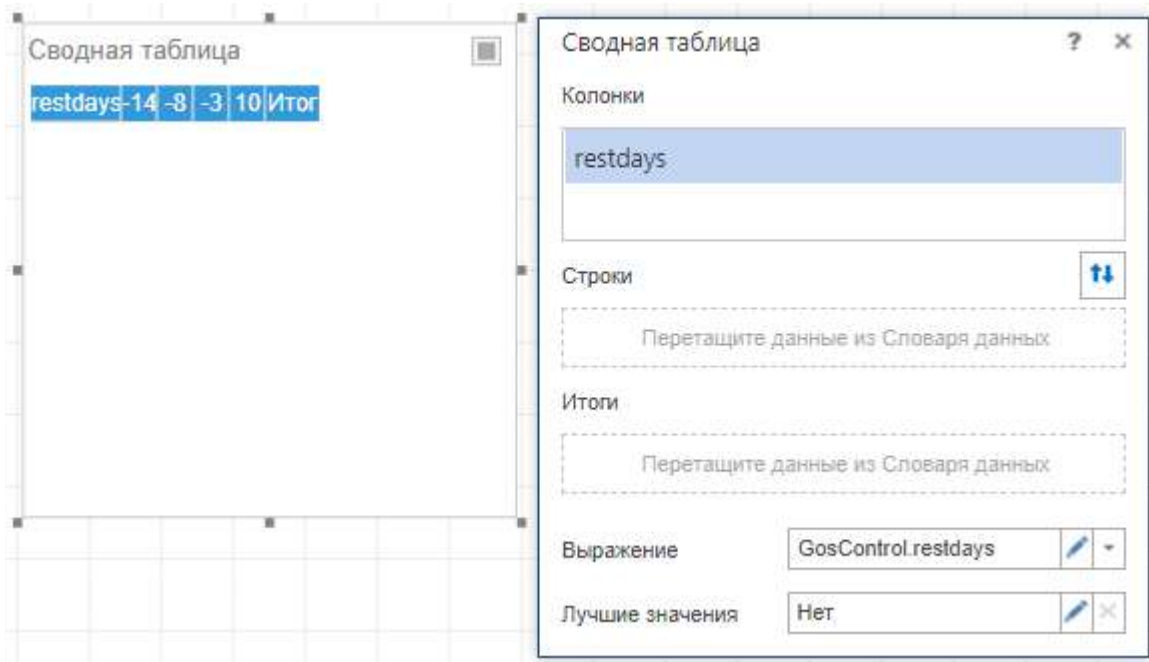 Сводная таблица
restdays -14 -8 -3 10 Итог
Сводная таблица ? ×
Колонки
restdays
Строки
Перетащите данные из Словаря данных
Итоги
Перетащите данные из Словаря данных
Выражение GosControl.restdays
Лучшие значения Нет